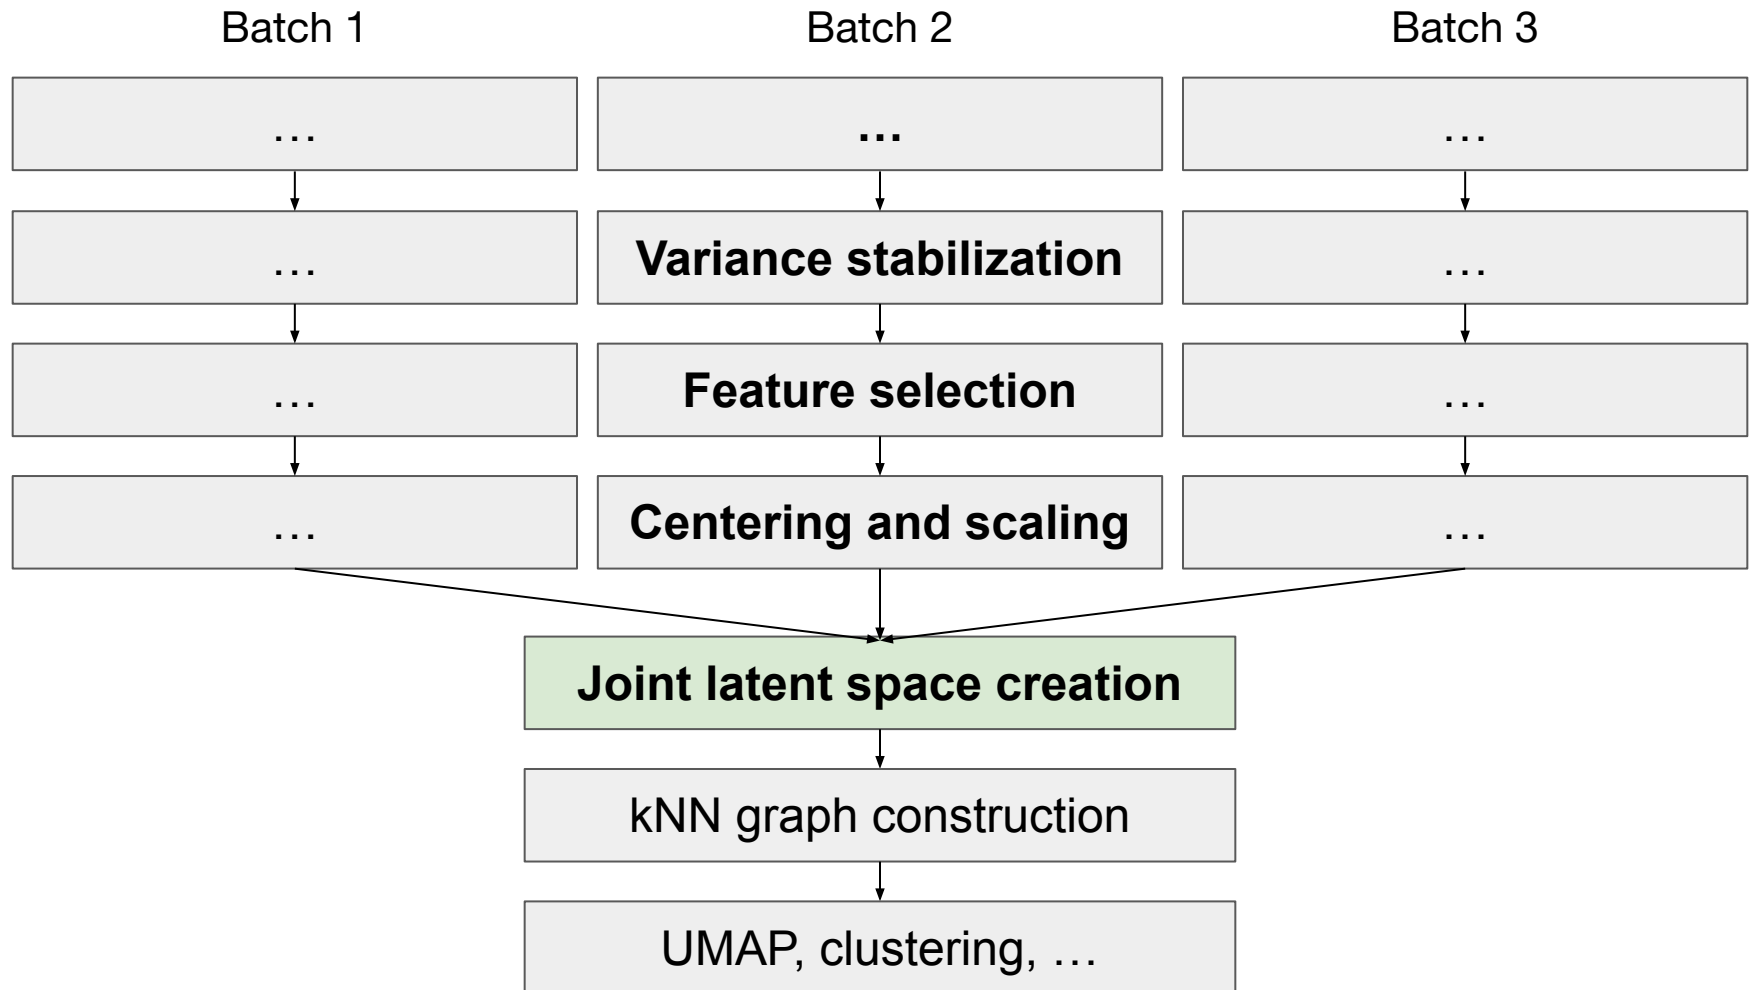 Batch 1
Batch 2
Batch 3
…
…
…
…
Variance stabilization
…
…
Feature selection
…
…
Centering and scaling
…
Joint latent space creation
kNN graph construction
UMAP, clustering, …